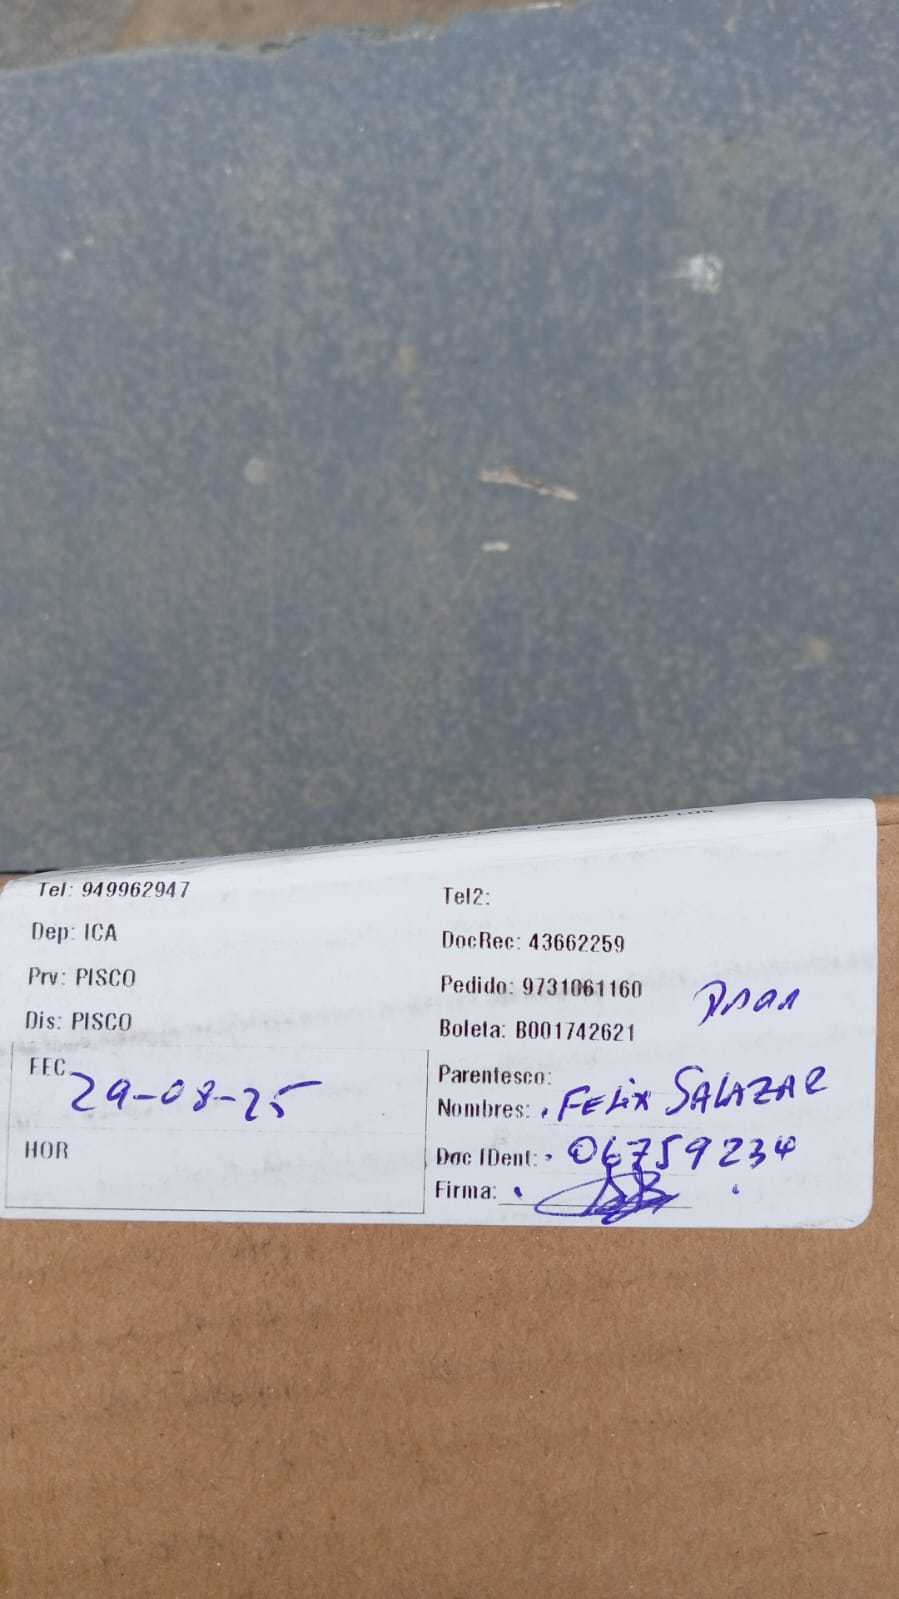 Tel: 949962947
Tel2:
Dep: ICA
DocRec: 43662259
Prv: PISCO
Pedido: 9731061160
Dis: PISCO
Boleta: B001742621
FEC 29-08-25
Parentesco:
Nombres: FELIX SALAZAR
HOR
Doc IDent: 06759234
Firma: